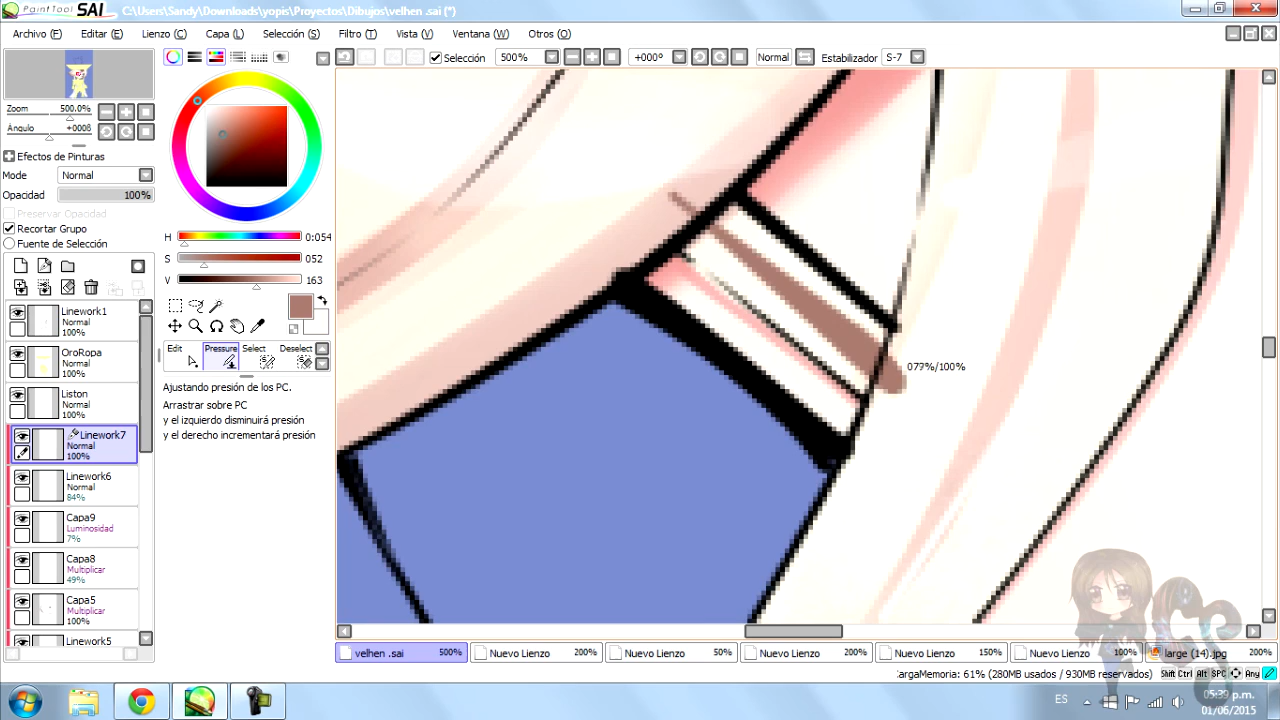 PaintTool SAI C:\Users\Sandy\Downloads\yopis\Proyectos\Dibujos\velhen .sai (*)
Archivo (F) Editar (E) Lienzo (C) Capa (L) Selección (S) Filtro (T) Vista (V) Ventana (W) Otros (O)
Selección 500% +000º Normal Estabilizador S-7
Zoom 500.0%
Ángulo +000ß
Efectos de Pinturas
Mode Normal
Opacidad 100%
Preservar Opacidad
Recortar Grupo
Fuente de Selección
H 0:054
S 052
V 163
Edit Pressure Select Deselect
Ajustando presión de los PC.
Arrastrar sobre PC
y el izquierdo disminuirá presión
y el derecho incrementará presión
Linework1
Normal
100%
OroRopa
Normal
100%
Liston
Normal
100%
Linework7
Normal
100%
Linework6
Normal
84%
Capa9
Luminosidad
7%
Capa8
Multiplicar
49%
Capa5
Multiplicar
100%
Linework5
079%/100%
velhen .sai 500% Nuevo Lienzo 200% Nuevo Lienzo 50% Nuevo Lienzo 200% Nuevo Lienzo 150% Nuevo Lienzo 100% large (14).jpg 200%
argaMemoria: 61% (280MB usados / 930MB reservados) Shift Ctrl Alt SPC Any
ES 05:39 p.m.
01/06/2015